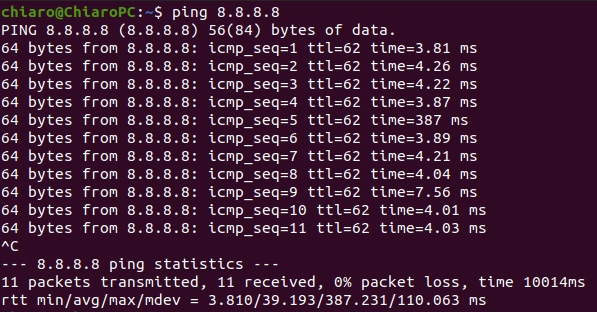 chiaro@ChiaroPC:~$ ping 8.8.8.8
PING 8.8.8.8 (8.8.8.8) 56(84) bytes of data.
64 bytes from 8.8.8.8: icmp_seq=1 ttl=62 time=3.81 ms
64 bytes from 8.8.8.8: icmp_seq=2 ttl=62 time=4.26 ms
64 bytes from 8.8.8.8: icmp_seq=3 ttl=62 time=4.22 ms
64 bytes from 8.8.8.8: icmp_seq=4 ttl=62 time=3.87 ms
64 bytes from 8.8.8.8: icmp_seq=5 ttl=62 time=387 ms
64 bytes from 8.8.8.8: icmp_seq=6 ttl=62 time=3.89 ms
64 bytes from 8.8.8.8: icmp_seq=7 ttl=62 time=4.21 ms
64 bytes from 8.8.8.8: icmp_seq=8 ttl=62 time=4.04 ms
64 bytes from 8.8.8.8: icmp_seq=9 ttl=62 time=7.56 ms
64 bytes from 8.8.8.8: icmp_seq=10 ttl=62 time=4.01 ms
64 bytes from 8.8.8.8: icmp_seq=11 ttl=62 time=4.03 ms
^C
--- 8.8.8.8 ping statistics ---
11 packets transmitted, 11 received, 0% packet loss, time 10014ms
rtt min/avg/max/mdev = 3.810/39.193/387.231/110.063 ms